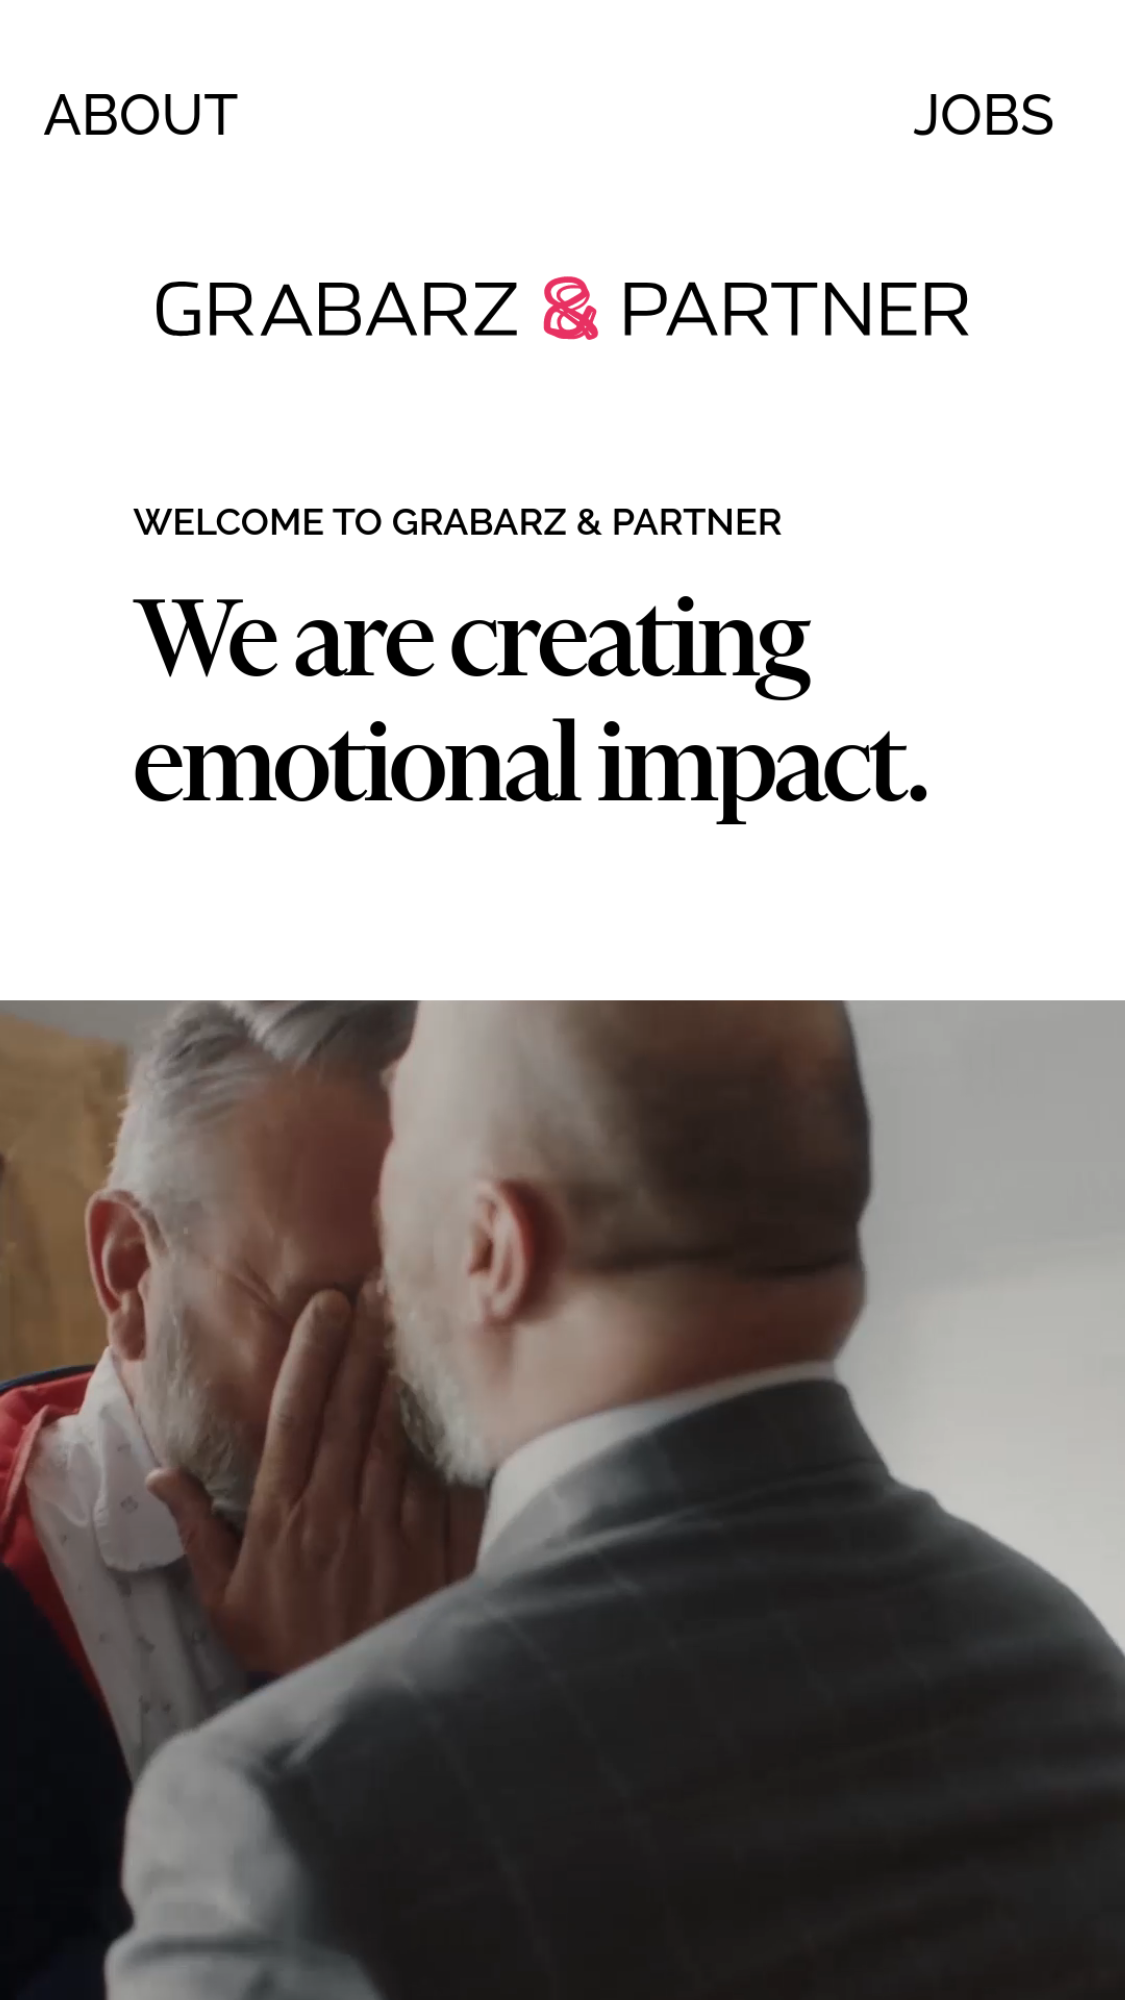 ABOUT
JOBS
GRABARZ & PARTNER
WELCOME TO GRABARZ & PARTNER
We are creating
emotional impact.